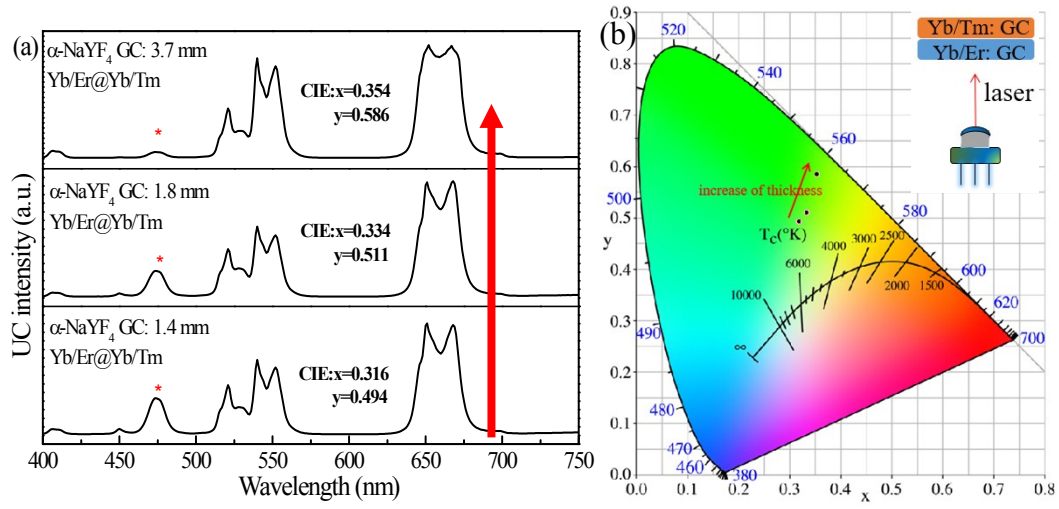 (a)
α-NaYF4 GC: 3.7 mm
Yb/Er@Yb/Tm
*
CIE:x=0.354
y=0.586
α-NaYF4 GC: 1.8 mm
Yb/Er@Yb/Tm
*
CIE:x=0.334
y=0.511
α-NaYF4 GC: 1.4 mm
Yb/Er@Yb/Tm
*
CIE:x=0.316
y=0.494
UC intensity (a.u.)
400 450 500 550 600 650 700 750
Wavelength (nm)
(b)
Yb/Tm: GC
Yb/Er: GC
laser
0.9
0.8
0.7
0.6
0.5
y
0.4
0.3
0.2
0.1
0.0
0.0 0.1 0.2 0.3 0.4 0.5 0.6 0.7 0.8
x
520
540
560
580
600
620
700
500
490
480
470
460
380
increase of thickness
TC(°K)
∞
10000
6000
4000
3000
2500
2000
1500